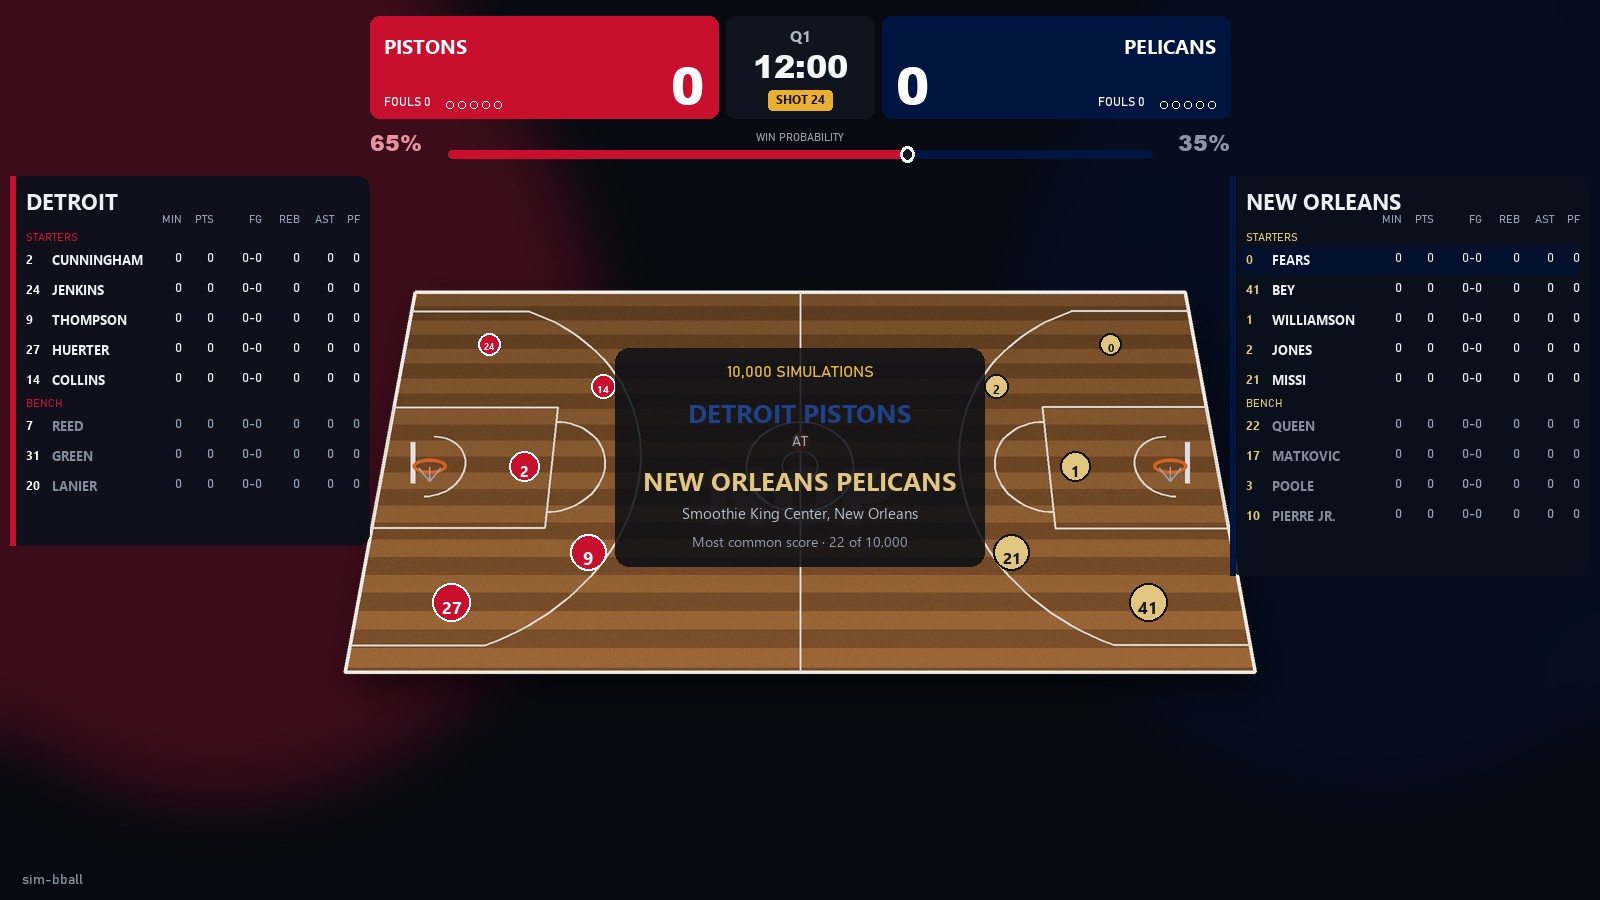 PISTONS
0
FOULS 0
Q1
12:00
SHOT 24
PELICANS
0
FOULS 0
65%
WIN PROBABILITY
35%
DETROIT
MIN PTS FG REB AST PF
STARTERS
2 CUNNINGHAM 0 0 0-0 0 0 0
24 JENKINS 0 0 0-0 0 0 0
9 THOMPSON 0 0 0-0 0 0 0
27 HUERTER 0 0 0-0 0 0 0
14 COLLINS 0 0 0-0 0 0 0
BENCH
7 REED 0 0 0-0 0 0 0
31 GREEN 0 0 0-0 0 0 0
20 LANIER 0 0 0-0 0 0 0
NEW ORLEANS
MIN PTS FG REB AST PF
STARTERS
0 FEARS 0 0 0-0 0 0 0
41 BEY 0 0 0-0 0 0 0
1 WILLIAMSON 0 0 0-0 0 0 0
2 JONES 0 0 0-0 0 0 0
21 MISSI 0 0 0-0 0 0 0
BENCH
22 QUEEN 0 0 0-0 0 0 0
17 MATKOVIC 0 0 0-0 0 0 0
3 POOLE 0 0 0-0 0 0 0
10 PIERRE JR. 0 0 0-0 0 0 0
24
14
2
9
27
0
2
1
21
41
10,000 SIMULATIONS
DETROIT PISTONS
AT
NEW ORLEANS PELICANS
Smoothie King Center, New Orleans
Most common score · 22 of 10,000
sim-bball